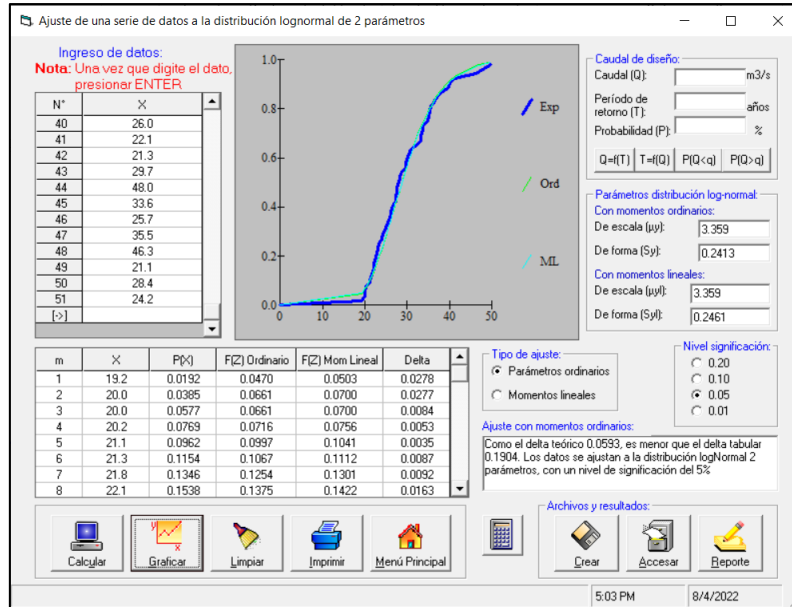 Ajuste de una serie de datos a la distribución lognormal de 2 parámetros
Ingreso de datos:
Nota: Una vez que digite el dato,
presionar ENTER
N° X
40 26.0
41 22.1
42 21.3
43 29.7
44 48.0
45 33.6
46 25.7
47 35.5
48 46.3
49 21.1
50 28.4
51 24.2
[->]
1.0
0.8
0.6
0.4
0.2
0.0
0 10 20 30 40 50
Exp
Ord
ML
Caudal de diseño:
Caudal (Q): m3/s
Período de
retorno (T): años
Probabilidad (P): %
Q=f(T) T=f(Q) P(Q<q) P(Q>q)
Parámetros distribución log-normal:
Con momentos ordinarios:
De escala (μy): 3.359
De forma (Sy): 0.2413
Con momentos lineales:
De escala (μyl): 3.359
De forma (Syl): 0.2461
m X P(X) F(Z) Ordinario F(Z) Mom Lineal Delta
1 19.2 0.0192 0.0470 0.0503 0.0278
2 20.0 0.0385 0.0661 0.0700 0.0277
3 20.0 0.0577 0.0661 0.0700 0.0084
4 20.2 0.0769 0.0716 0.0756 0.0053
5 21.1 0.0962 0.0997 0.1041 0.0035
6 21.3 0.1154 0.1067 0.1112 0.0087
7 21.8 0.1346 0.1254 0.1301 0.0092
8 22.1 0.1538 0.1375 0.1422 0.0163
Tipo de ajuste:
Parámetros ordinarios
Momentos lineales
Nivel significación:
0.20
0.10
0.05
0.01
Ajuste con momentos ordinarios:
Como el delta teórico 0.0593, es menor que el delta tabular
0.1904. Los datos se ajustan a la distribución logNormal 2
parámetros, con un nivel de significación del 5%
Calcular
y
x
Graficar
Limpiar
Imprimir
Menú Principal
Archivos y resultados:
Crear
Accesar
Reporte
5:03 PM 8/4/2022